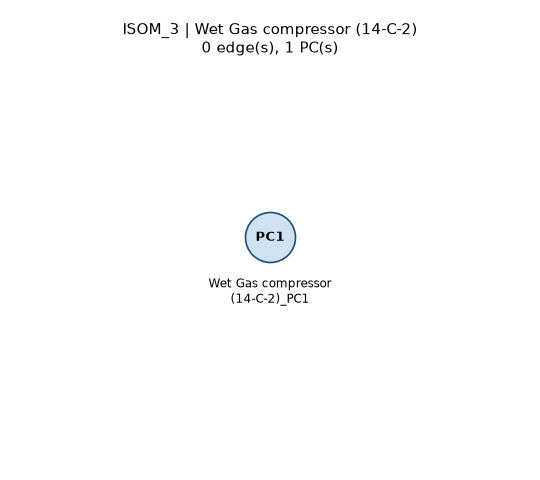 ISOM_3 | Wet Gas compressor (14-C-2)
0 edge(s), 1 PC(s)
PC1
Wet Gas compressor
(14-C-2)_PC1